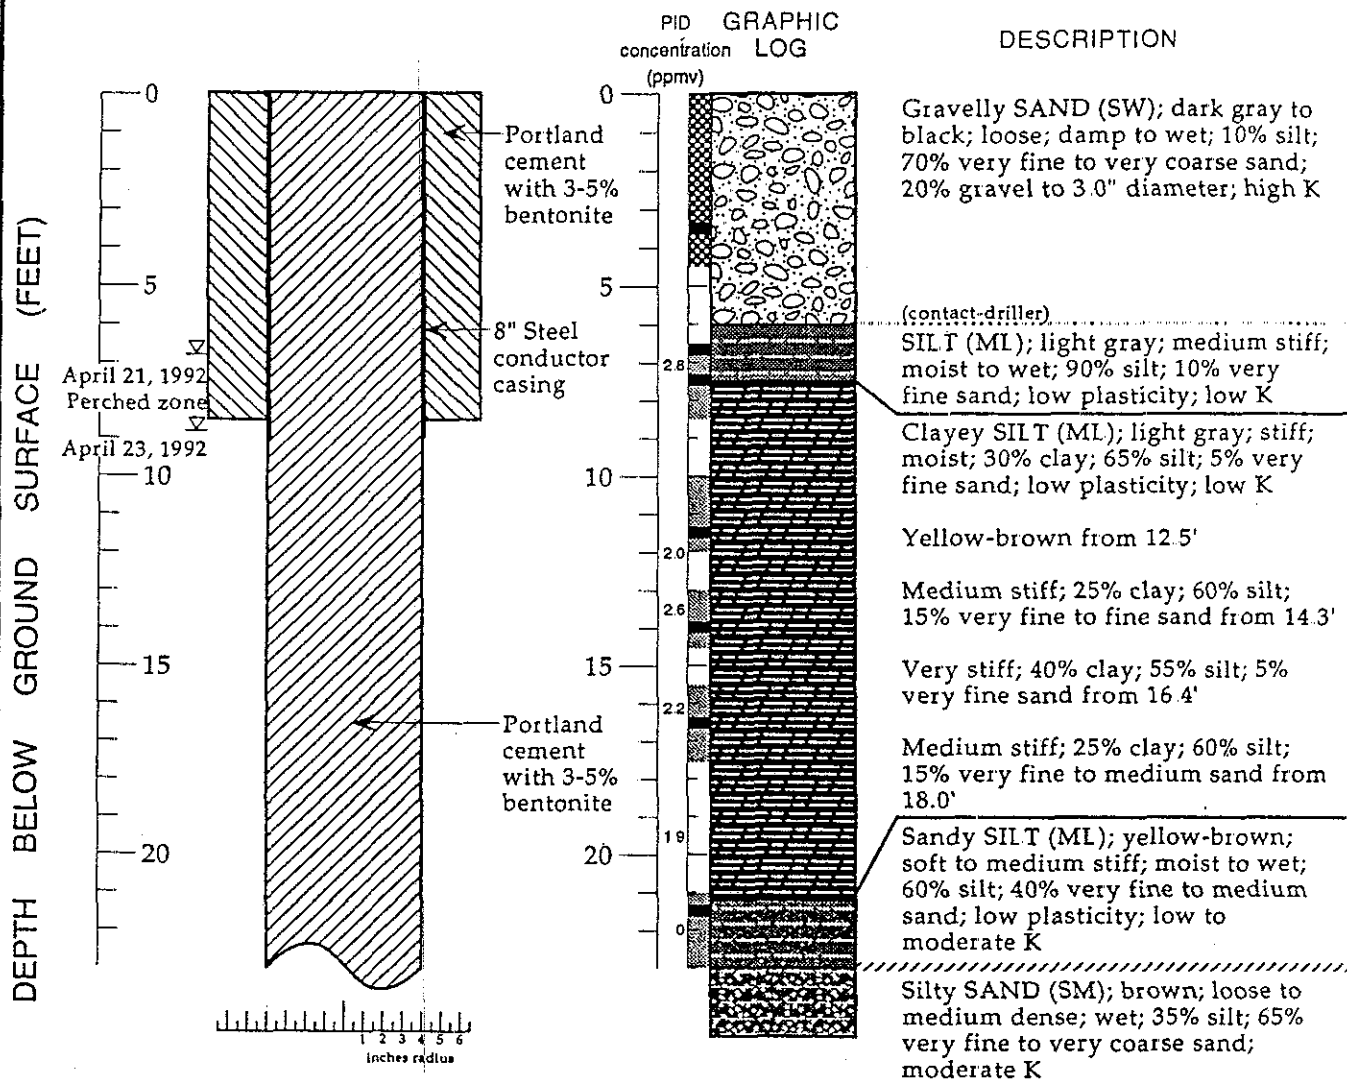 DEPTH BELOW GROUND SURFACE (FEET)
0
5
10
15
20
April 21, 1992
Perched zone
April 23, 1992
Portland
cement
with 3-5%
bentonite
8" Steel
conductor
casing
Portland
cement
with 3-5%
bentonite
1 2 3 4 5 6
inches radius
PID
concentration
(ppmv)
GRAPHIC
LOG
0
5
10
15
20
2.8
2.0
2.6
2.2
1.9
0
DESCRIPTION
Gravelly SAND (SW); dark gray to
black; loose; damp to wet; 10% silt;
70% very fine to very coarse sand;
20% gravel to 3.0" diameter; high K
(contact-driller)
SILT (ML); light gray; medium stiff;
moist to wet; 90% silt; 10% very
fine sand; low plasticity; low K
Clayey SILT (ML); light gray; stiff;
moist; 30% clay; 65% silt; 5% very
fine sand; low plasticity; low K
Yellow-brown from 12.5'
Medium stiff; 25% clay; 60% silt;
15% very fine to fine sand from 14.3'
Very stiff; 40% clay; 55% silt; 5%
very fine sand from 16.4'
Medium stiff; 25% clay; 60% silt;
15% very fine to medium sand from
18.0'
Sandy SILT (ML); yellow-brown;
soft to medium stiff; moist to wet;
60% silt; 40% very fine to medium
sand; low plasticity; low to
moderate K
Silty SAND (SM); brown; loose to
medium dense; wet; 35% silt; 65%
very fine to very coarse sand;
moderate K